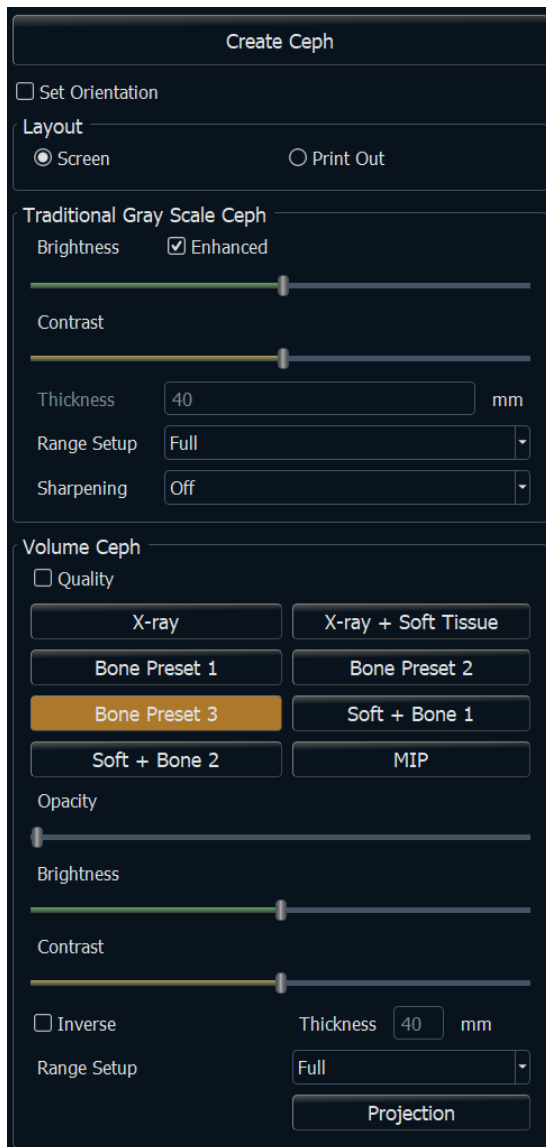 Create Ceph
Set Orientation
Layout
Screen Print Out
Traditional Gray Scale Ceph
Brightness Enhanced
Contrast
Thickness 40 mm
Range Setup Full
Sharpening Off
Volume Ceph
Quality
X-ray X-ray + Soft Tissue
Bone Preset 1 Bone Preset 2
Bone Preset 3 Soft + Bone 1
Soft + Bone 2 MIP
Opacity
Brightness
Contrast
Inverse Thickness 40 mm
Range Setup Full
Projection